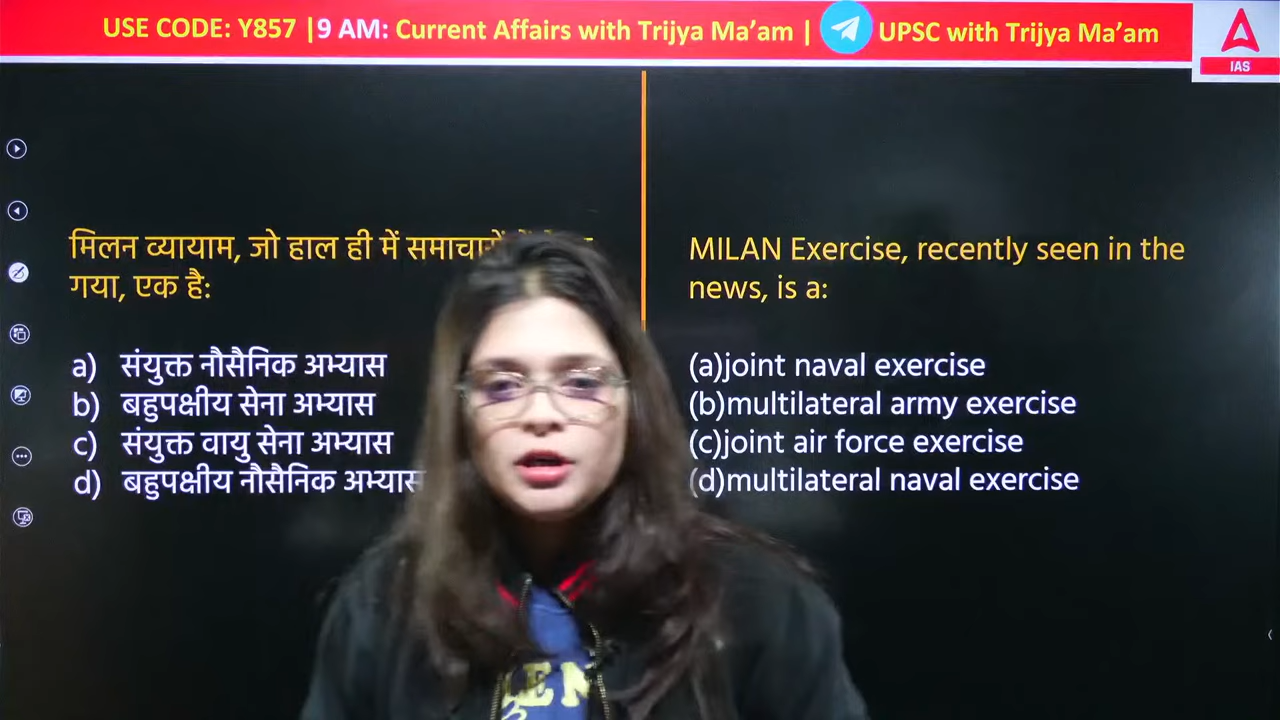 USE CODE: Y857 |9 AM: Current Affairs with Trijya Ma’am | UPSC with Trijya Ma’am
IAS
मिलन व्यायाम, जो हाल ही में
गया, एक है:
a) संयुक्त नौसैनिक अभ्यास
b) बहुपक्षीय सेना अभ्यास
c) संयुक्त वायु सेना अभ्यास
d) बहुपक्षीय नौसैनिक अभ्यास
MILAN Exercise, recently seen in the
news, is a:
(a)joint naval exercise
(b)multilateral army exercise
(c)joint air force exercise
(d)multilateral naval exercise